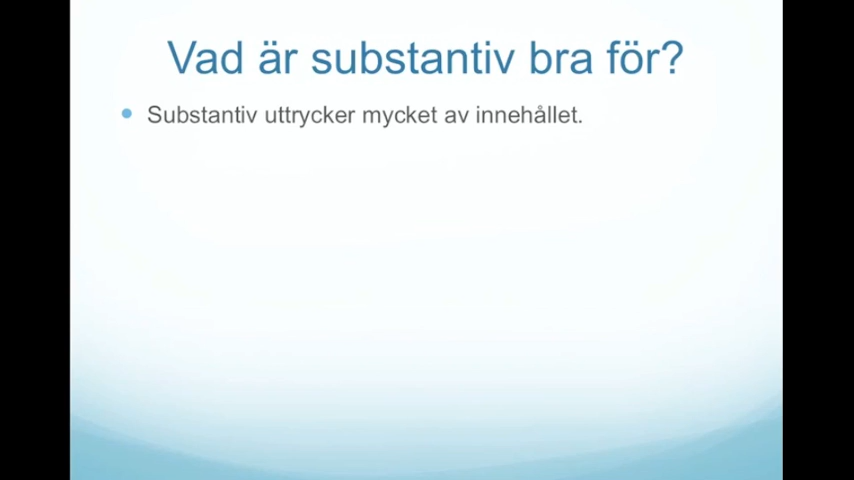 Vad är substantiv bra för?
Substantiv uttrycker mycket av innehållet.